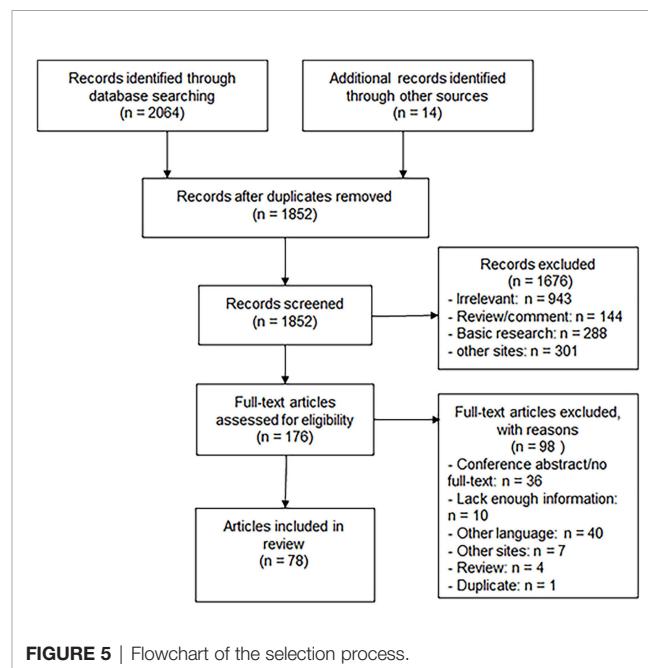 Records identified through
database searching
(n = 2064)
Additional records identified
through other sources
(n = 14)
Records after duplicates removed
(n = 1852)
Records screened
(n = 1852)
Records excluded
(n = 1676)
- Irrelevant: n = 943
- Review/comment: n = 144
- Basic research: n = 288
- other sites: n = 301
Full-text articles
assessed for eligibility
(n = 176)
Full-text articles excluded,
with reasons
(n = 98 )
- Conference abstract/no
full-text: n = 36
- Lack enough information:
n = 10
- Other language: n = 40
- Other sites: n = 7
- Review: n = 4
- Duplicate: n = 1
Articles included in
review
(n = 78)
FIGURE 5 | Flowchart of the selection process.